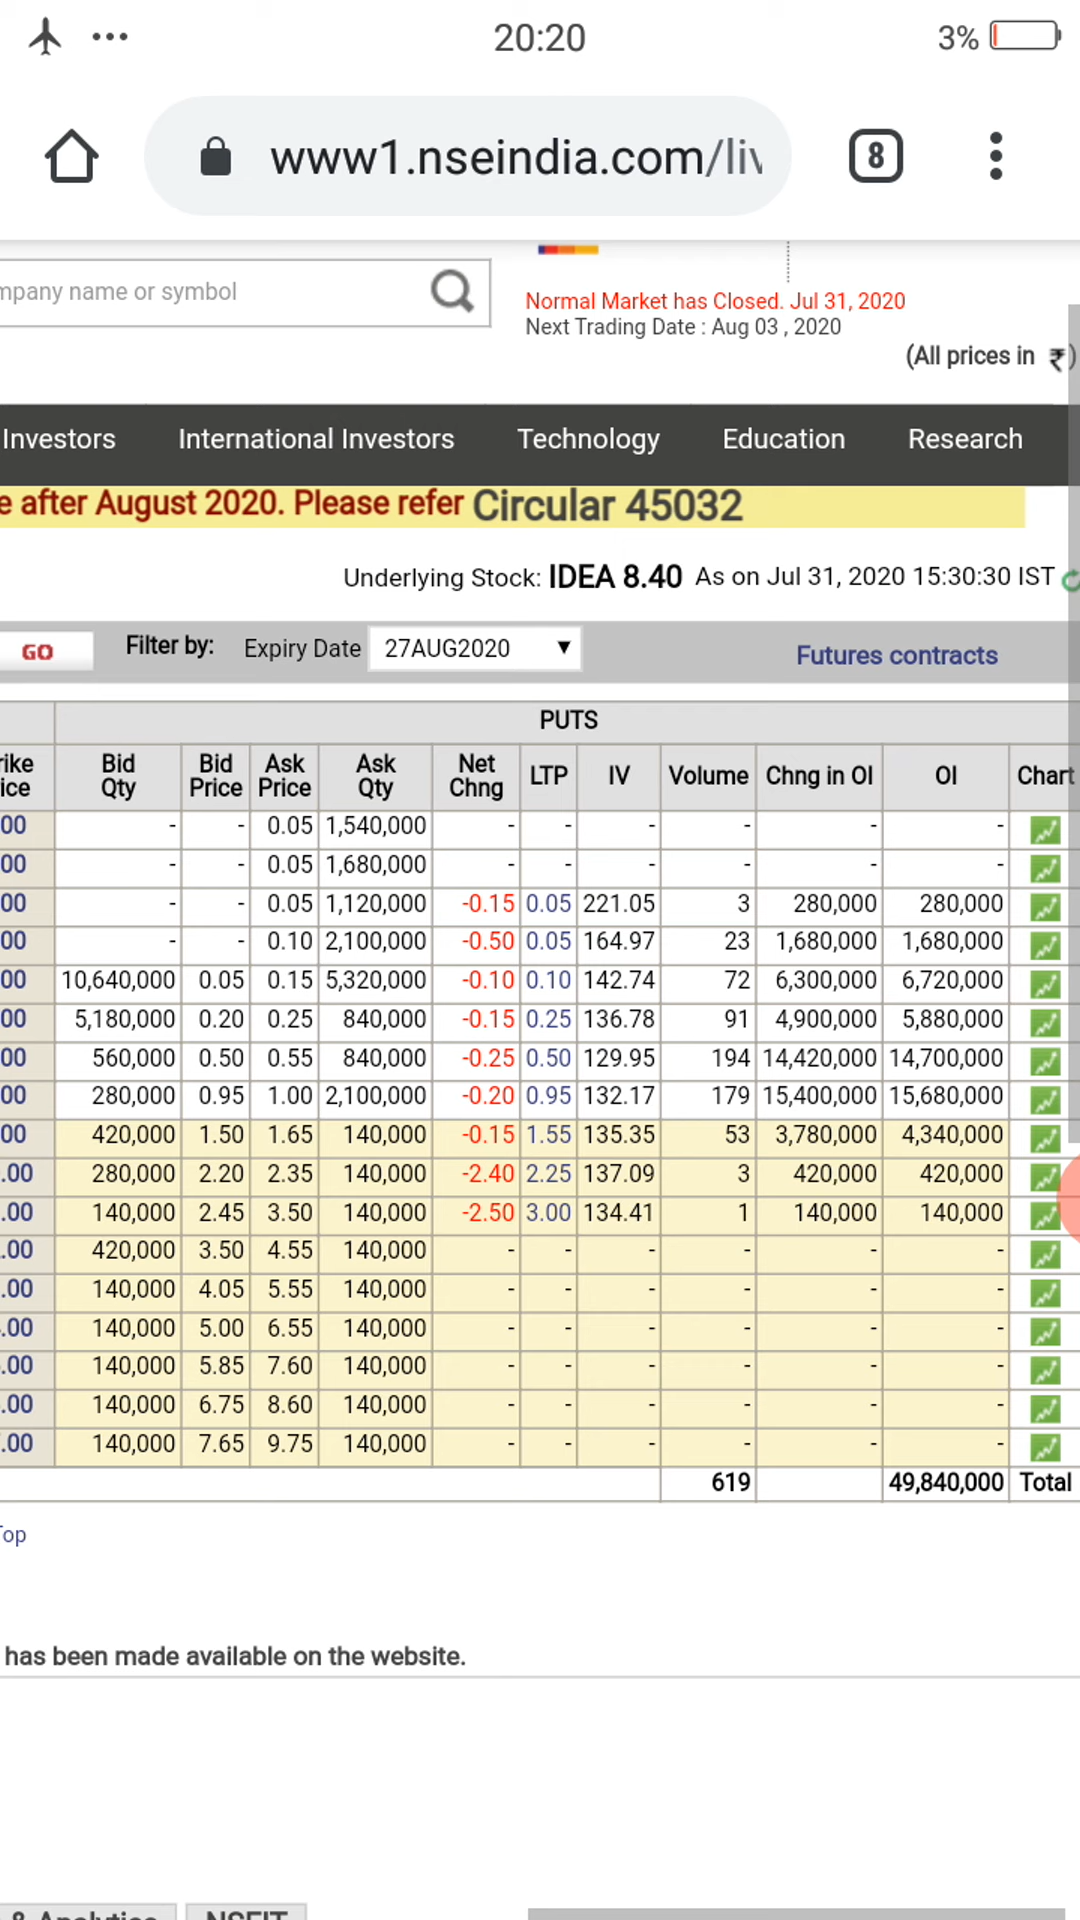 20:20
3%
www1.nseindia.com/liv
8
mpany name or symbol
Normal Market has Closed. Jul 31, 2020
Next Trading Date : Aug 03 , 2020
(All prices in ₹)
Investors International Investors Technology Education Research
e after August 2020. Please refer Circular 45032
Underlying Stock: IDEA 8.40 As on Jul 31, 2020 15:30:30 IST
GO Filter by: Expiry Date 27AUG2020 ▼ Futures contracts
PUTS
rike Bid Bid Ask Ask Net LTP IV Volume Chng in OI OI Chart
ice Qty Price Price Qty Chng
00 - - 0.05 1,540,000 - - - - - -
00 - - 0.05 1,680,000 - - - - - -
00 - - 0.05 1,120,000 -0.15 0.05 221.05 3 280,000 280,000
00 - - 0.10 2,100,000 -0.50 0.05 164.97 23 1,680,000 1,680,000
00 10,640,000 0.05 0.15 5,320,000 -0.10 0.10 142.74 72 6,300,000 6,720,000
00 5,180,000 0.20 0.25 840,000 -0.15 0.25 136.78 91 4,900,000 5,880,000
00 560,000 0.50 0.55 840,000 -0.25 0.50 129.95 194 14,420,000 14,700,000
00 280,000 0.95 1.00 2,100,000 -0.20 0.95 132.17 179 15,400,000 15,680,000
00 420,000 1.50 1.65 140,000 -0.15 1.55 135.35 53 3,780,000 4,340,000
.00 280,000 2.20 2.35 140,000 -2.40 2.25 137.09 3 420,000 420,000
.00 140,000 2.45 3.50 140,000 -2.50 3.00 134.41 1 140,000 140,000
.00 420,000 3.50 4.55 140,000 - - - - - -
.00 140,000 4.05 5.55 140,000 - - - - - -
.00 140,000 5.00 6.55 140,000 - - - - - -
.00 140,000 5.85 7.60 140,000 - - - - - -
.00 140,000 6.75 8.60 140,000 - - - - - -
.00 140,000 7.65 9.75 140,000 - - - - - -
619 49,840,000 Total
Top
has been made available on the website.
& Analytics NSEIT